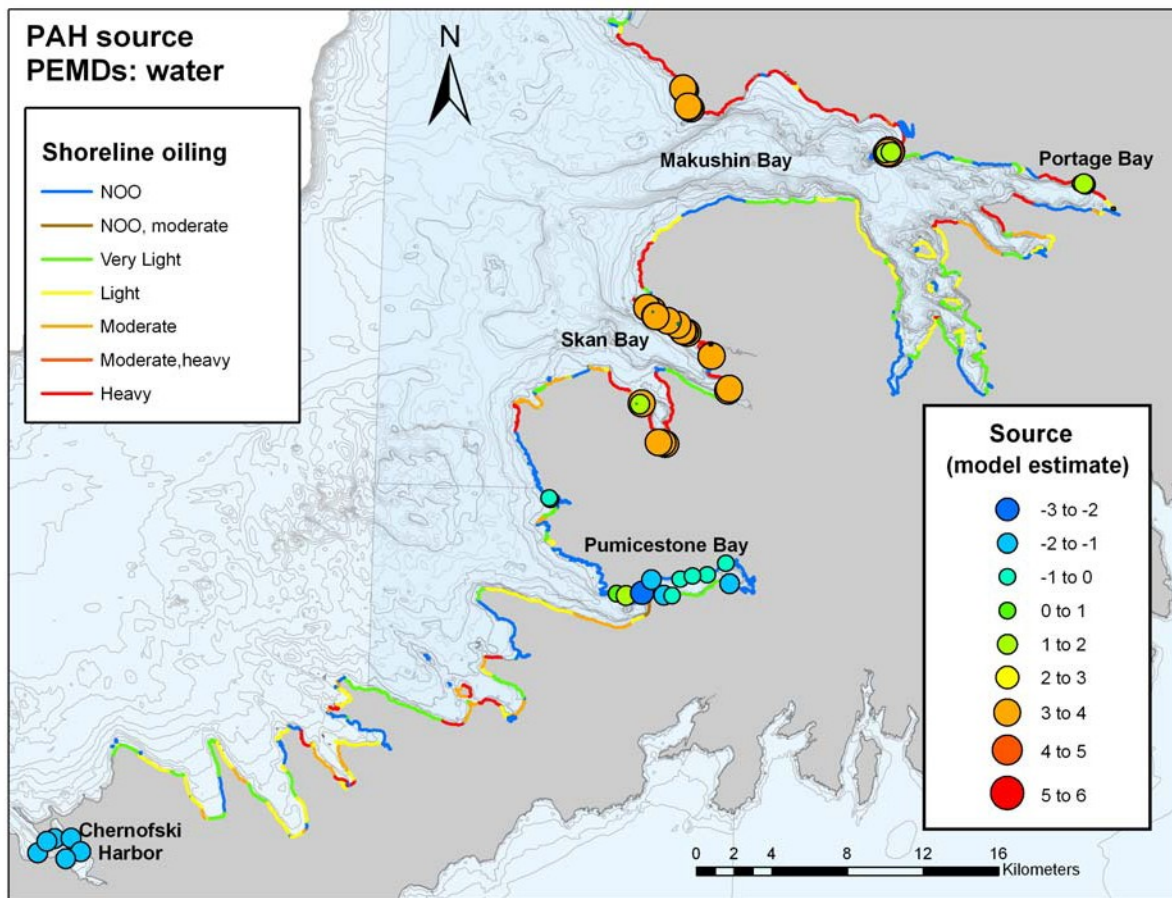 PAH source
PEMDs: water
N
Shoreline oiling
NOO
NOO, moderate
Very Light
Light
Moderate
Moderate,heavy
Heavy
Makushin Bay
Portage Bay
Skan Bay
Pumicestone Bay
Chernofski
Harbor
Source
(model estimate)
-3 to -2
-2 to -1
-1 to 0
0 to 1
1 to 2
2 to 3
3 to 4
4 to 5
5 to 6
0 2 4 8 12 16
Kilometers